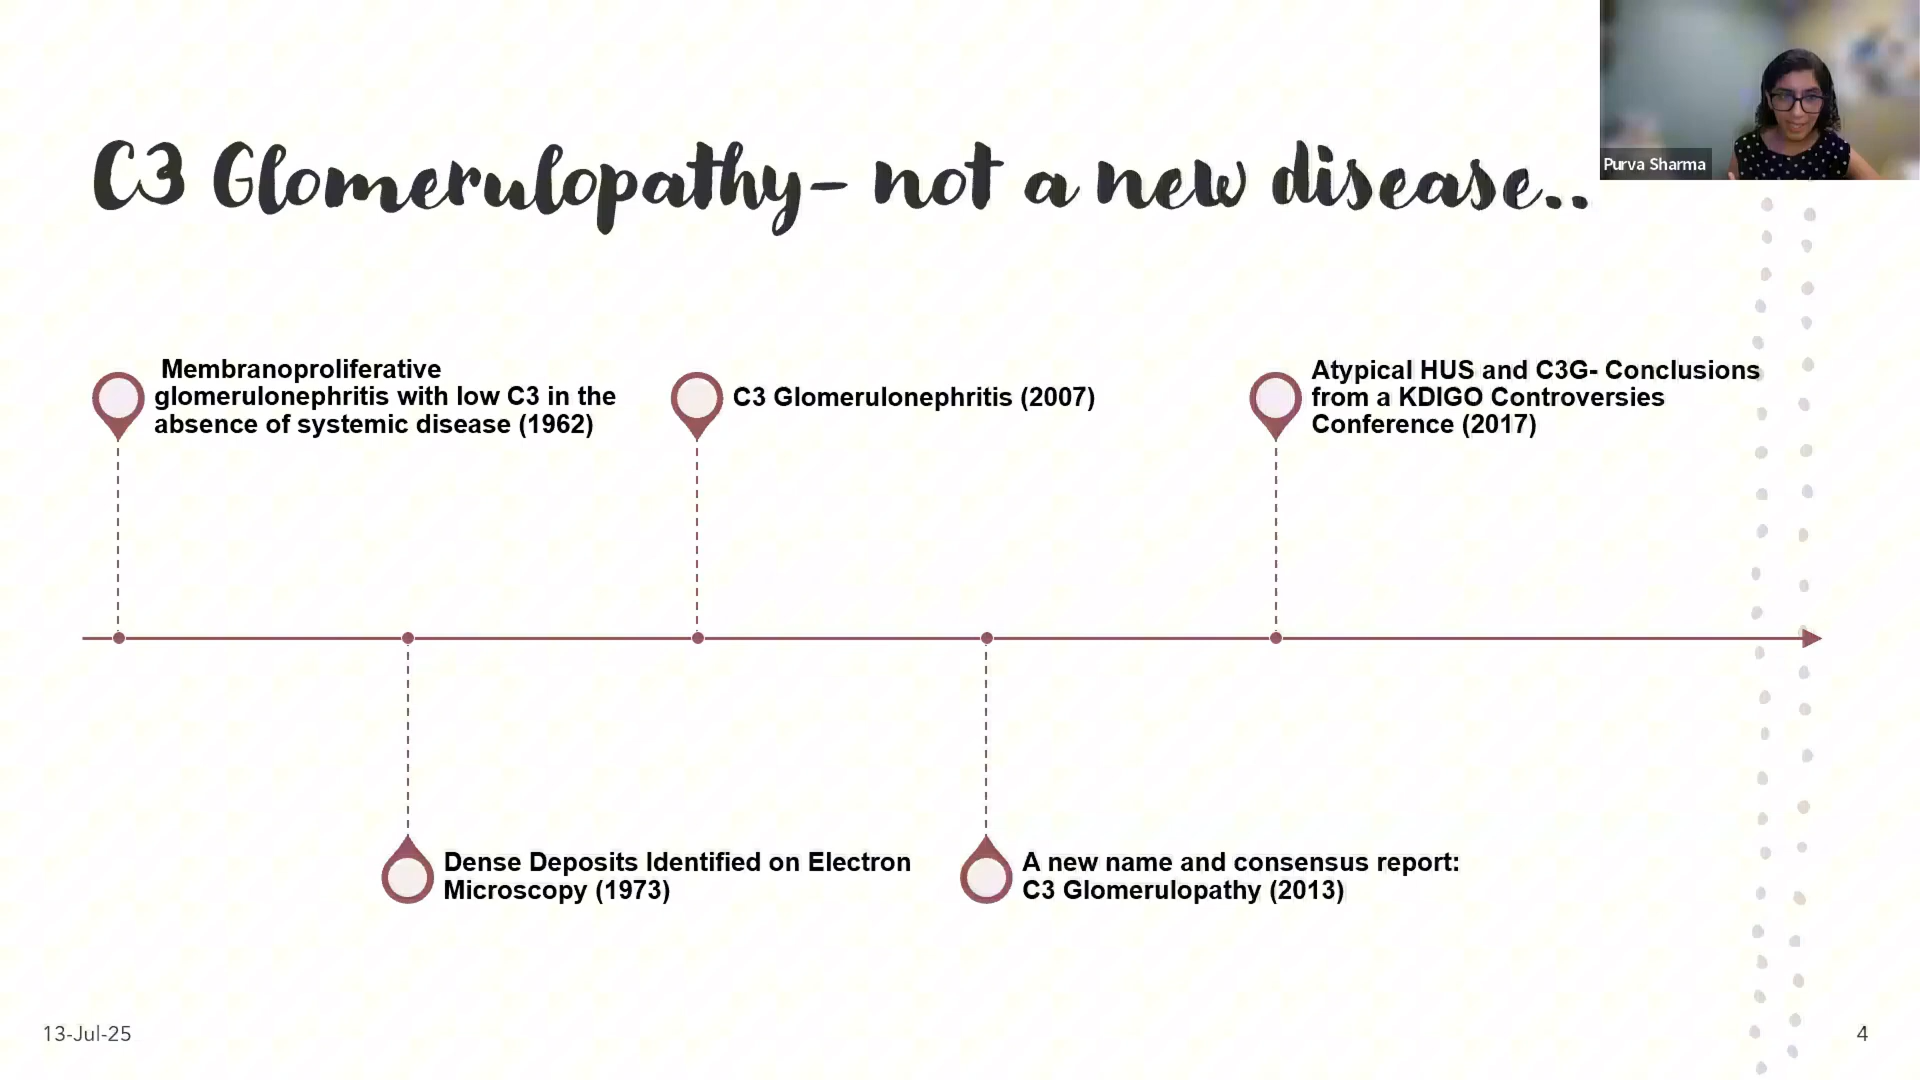 C3 Glomerulopathy- not a new disease..
Purva Sharma
Membranoproliferative
glomerulonephritis with low C3 in the
absence of systemic disease (1962)
C3 Glomerulonephritis (2007)
Atypical HUS and C3G- Conclusions
from a KDIGO Controversies
Conference (2017)
Dense Deposits Identified on Electron
Microscopy (1973)
A new name and consensus report:
C3 Glomerulopathy (2013)
13-Jul-25
4